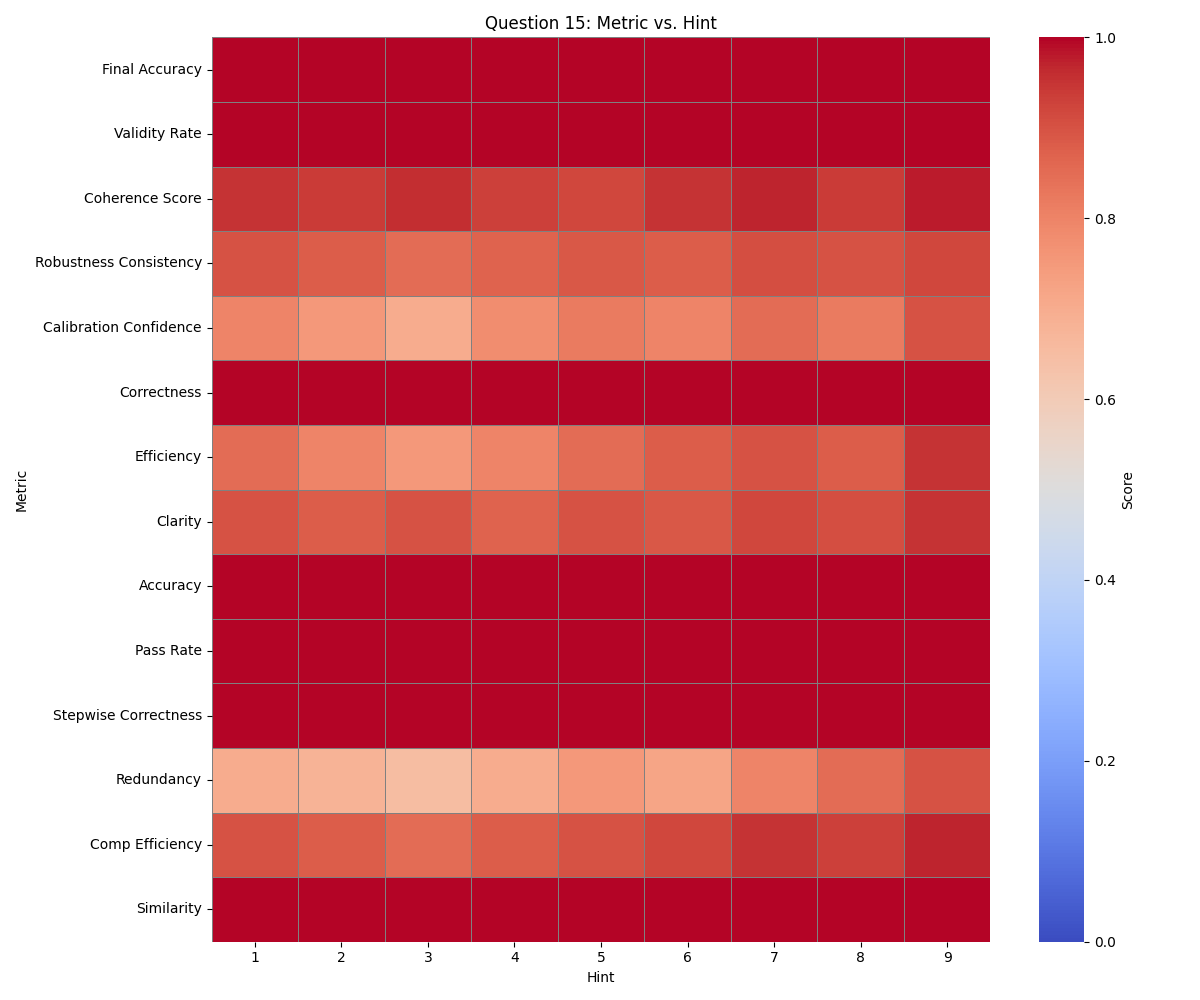 Question 15: Metric vs. Hint
Final Accuracy
Validity Rate
Coherence Score
Robustness Consistency
Calibration Confidence
Correctness
Efficiency
Clarity
Accuracy
Pass Rate
Stepwise Correctness
Redundancy
Comp Efficiency
Similarity
Metric
1 2 3 4 5 6 7 8 9
Hint
1.0
0.8
0.6
0.4
0.2
0.0
Score